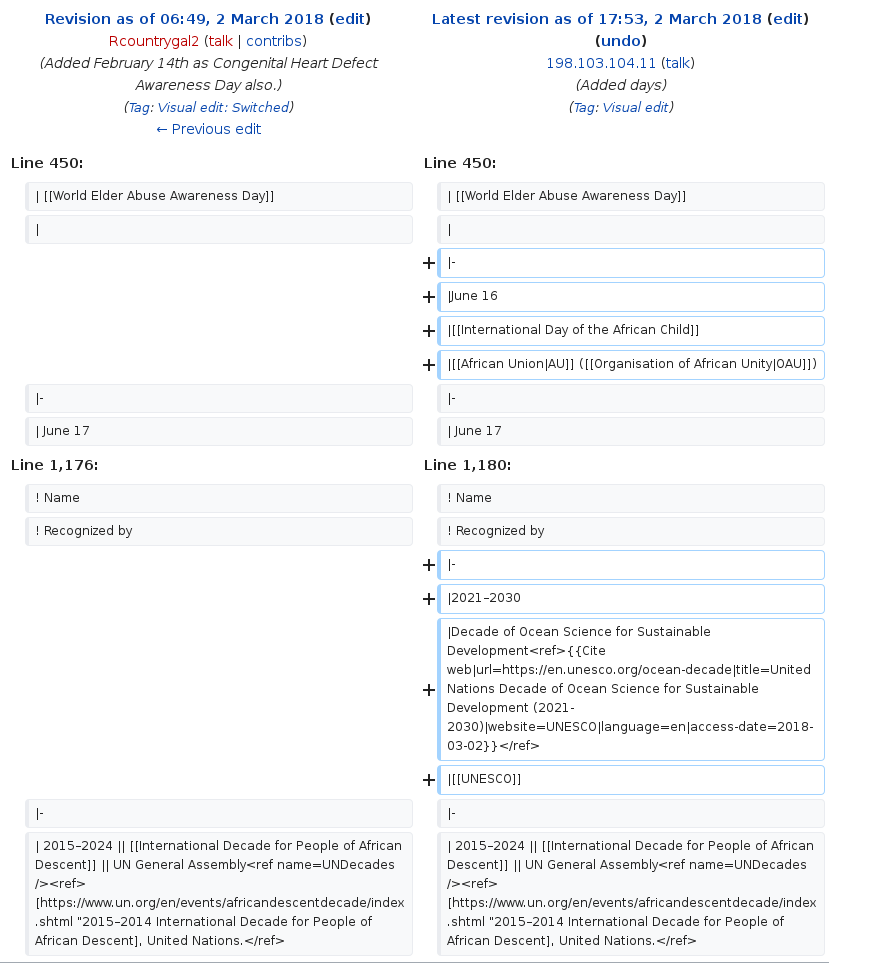 Revision as of 06:49, 2 March 2018 (edit)
Rcountrygal2 (talk | contribs)
(Added February 14th as Congenital Heart Defect
Awareness Day also.)
(Tag: Visual edit: Switched)
← Previous edit
Latest revision as of 17:53, 2 March 2018 (edit)
(undo)
198.103.104.11 (talk)
(Added days)
(Tag: Visual edit)
Line 450:
Line 450:
| [[World Elder Abuse Awareness Day]]
| [[World Elder Abuse Awareness Day]]
|
|
+ |-
+ |June 16
+ |[[International Day of the African Child]]
+ |[[African Union|AU]] ([[Organisation of African Unity|OAU]])
|-
|-
| June 17
| June 17
Line 1,176:
Line 1,180:
! Name
! Name
! Recognized by
! Recognized by
+ |-
+ |2021–2030
|Decade of Ocean Science for Sustainable
Development<ref>{{Cite
web|url=https://en.unesco.org/ocean-decade|title=United
+ Nations Decade of Ocean Science for Sustainable
Development (2021-
2030)|website=UNESCO|language=en|access-date=2018-
03-02}}</ref>
+ |[[UNESCO]]
|-
|-
| 2015–2024 || [[International Decade for People of African
Descent]] || UN General Assembly<ref name=UNDecades
/><ref>
[https://www.un.org/en/events/africandescentdecade/index
.shtml "2015–2014 International Decade for People of
African Descent], United Nations.</ref>
| 2015–2024 || [[International Decade for People of African
Descent]] || UN General Assembly<ref name=UNDecades
/><ref>
[https://www.un.org/en/events/africandescentdecade/index
.shtml "2015–2014 International Decade for People of
African Descent], United Nations.</ref>